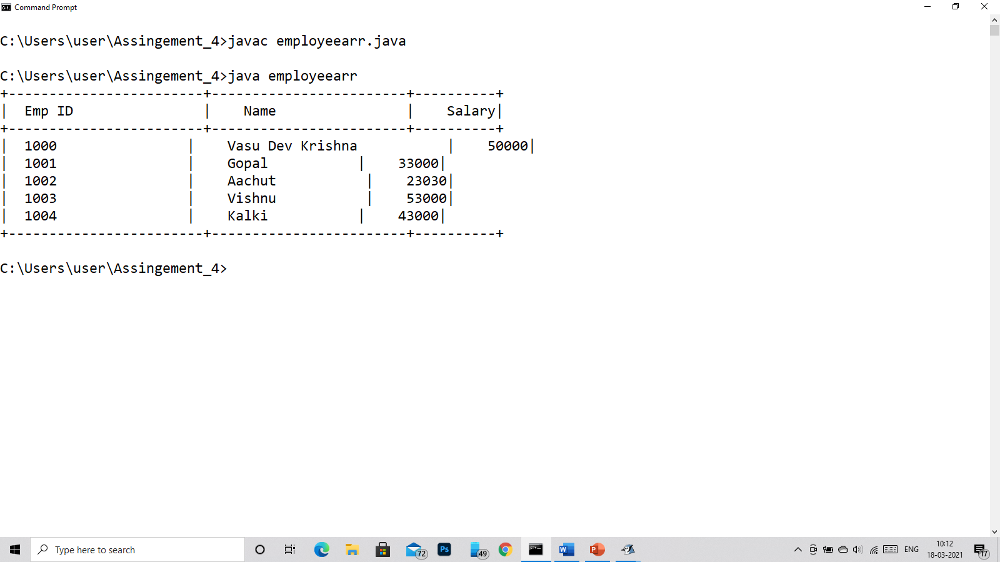 Command Prompt
C:\Users\user\Assingement_4>javac employeearr.java
C:\Users\user\Assingement_4>java employeearr
+------------------------+------------------------+----------+
|  Emp ID                |    Name                |    Salary|
+------------------------+------------------------+----------+
|  1000                |    Vasu Dev Krishna           |    50000|
|  1001                |    Gopal           |    33000|
|  1002                |    Aachut           |    23030|
|  1003                |    Vishnu           |    53000|
|  1004                |    Kalki           |    43000|
+------------------------+------------------------+----------+
C:\Users\user\Assingement_4>
Type here to search
72
Ps
49
W
P
ENG
10:12
18-03-2021
17